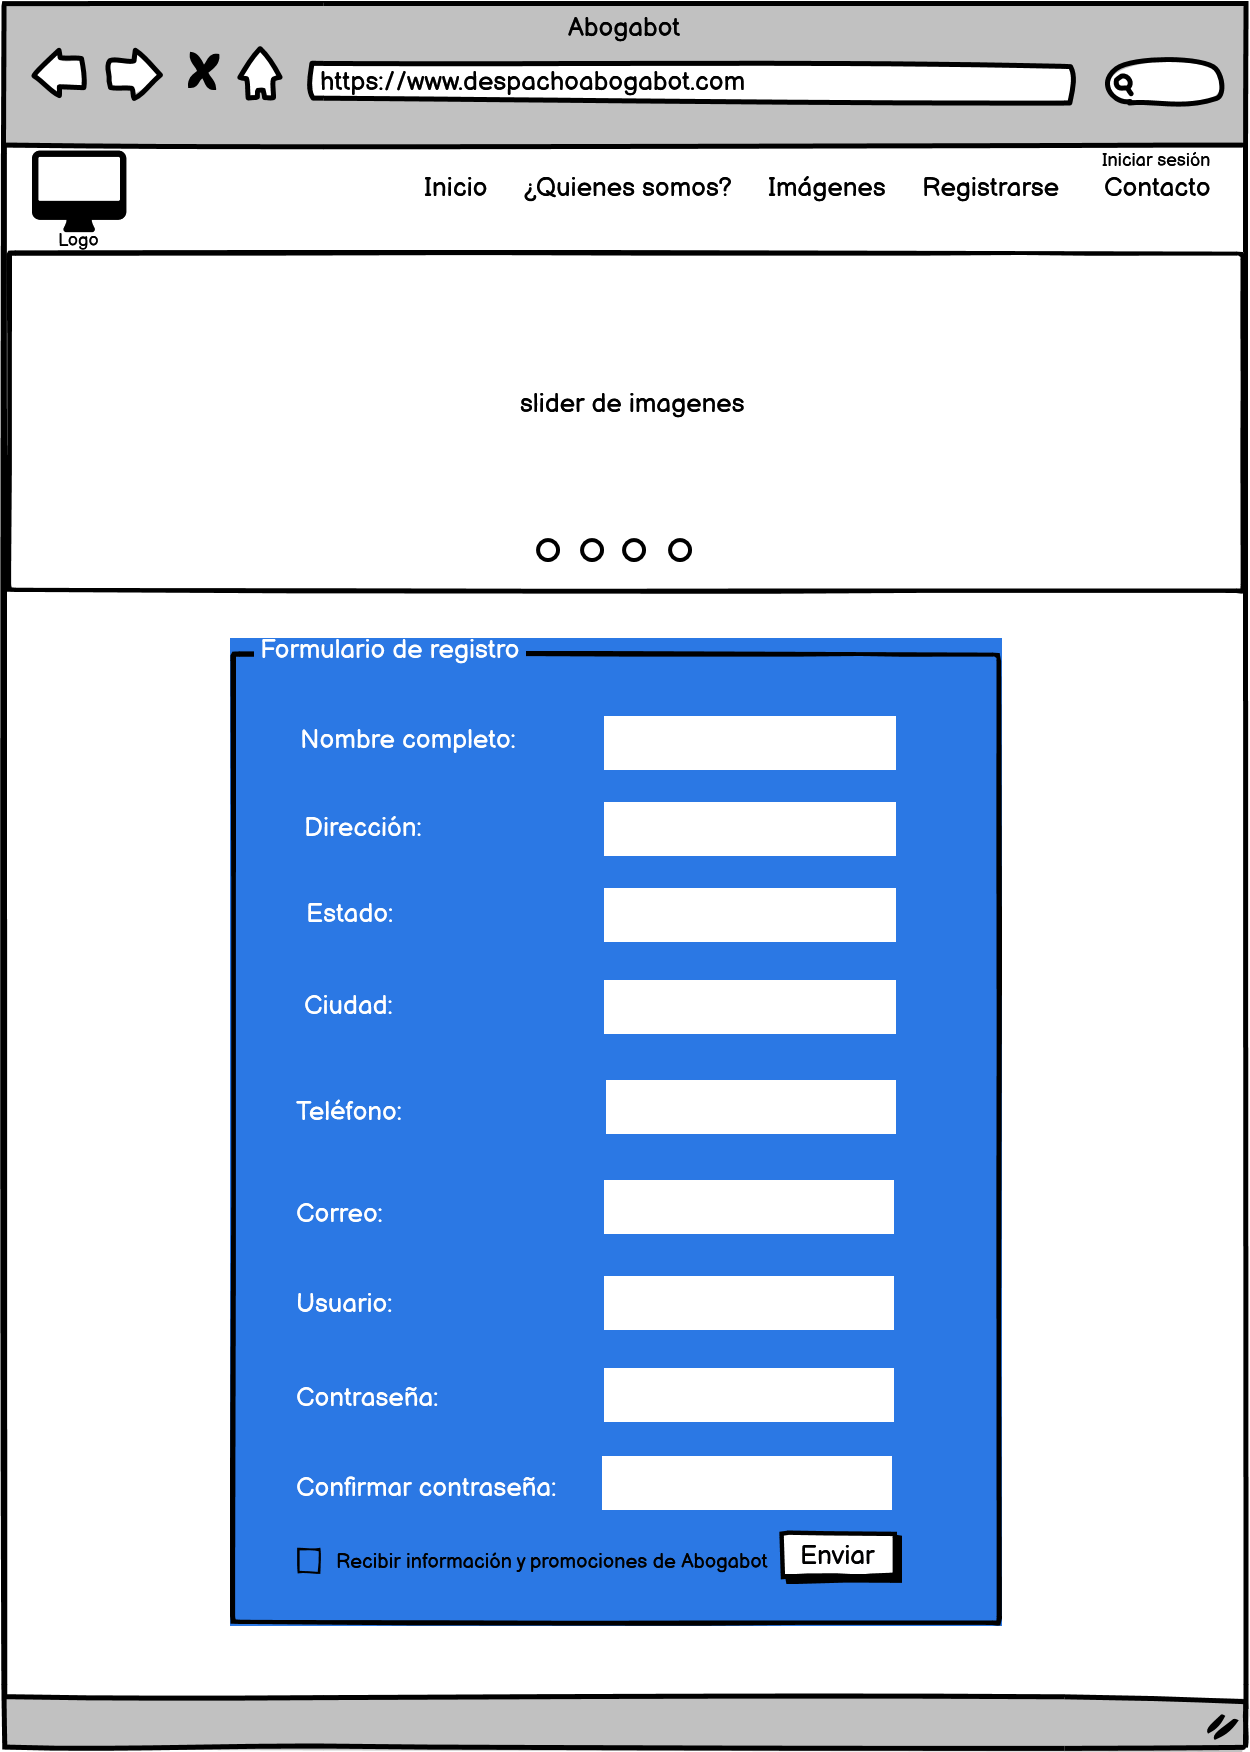 Abogabot
https://www.despachoabogabot.com
Iniciar sesión
Inicio ¿Quienes somos? Imágenes Registrarse Contacto
Logo
slider de imagenes
Formulario de registro
Nombre completo:
Dirección:
Estado:
Ciudad:
Teléfono:
Correo:
Usuario:
Contraseña:
Confirmar contraseña:
Recibir información y promociones de Abogabot Enviar